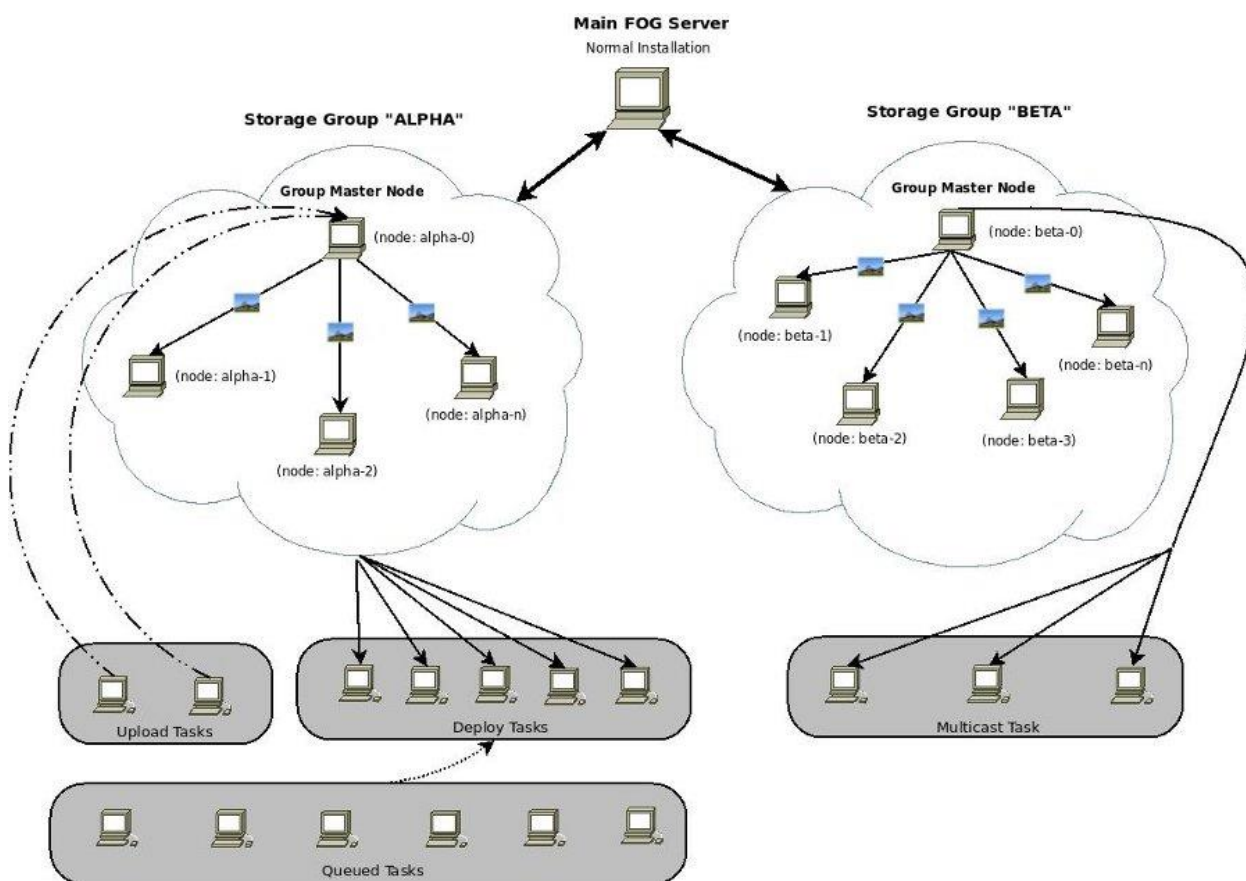 Main FOG Server
Normal Installation
Storage Group "ALPHA"
Storage Group "BETA"
Group Master Node
(node: alpha-0)
(node: alpha-1)
(node: alpha-n)
(node: alpha-2)
Group Master Node
(node: beta-0)
(node: beta-1)
(node: beta-n)
(node: beta-2)
(node: beta-3)
Upload Tasks
Deploy Tasks
Multicast Task
Queued Tasks